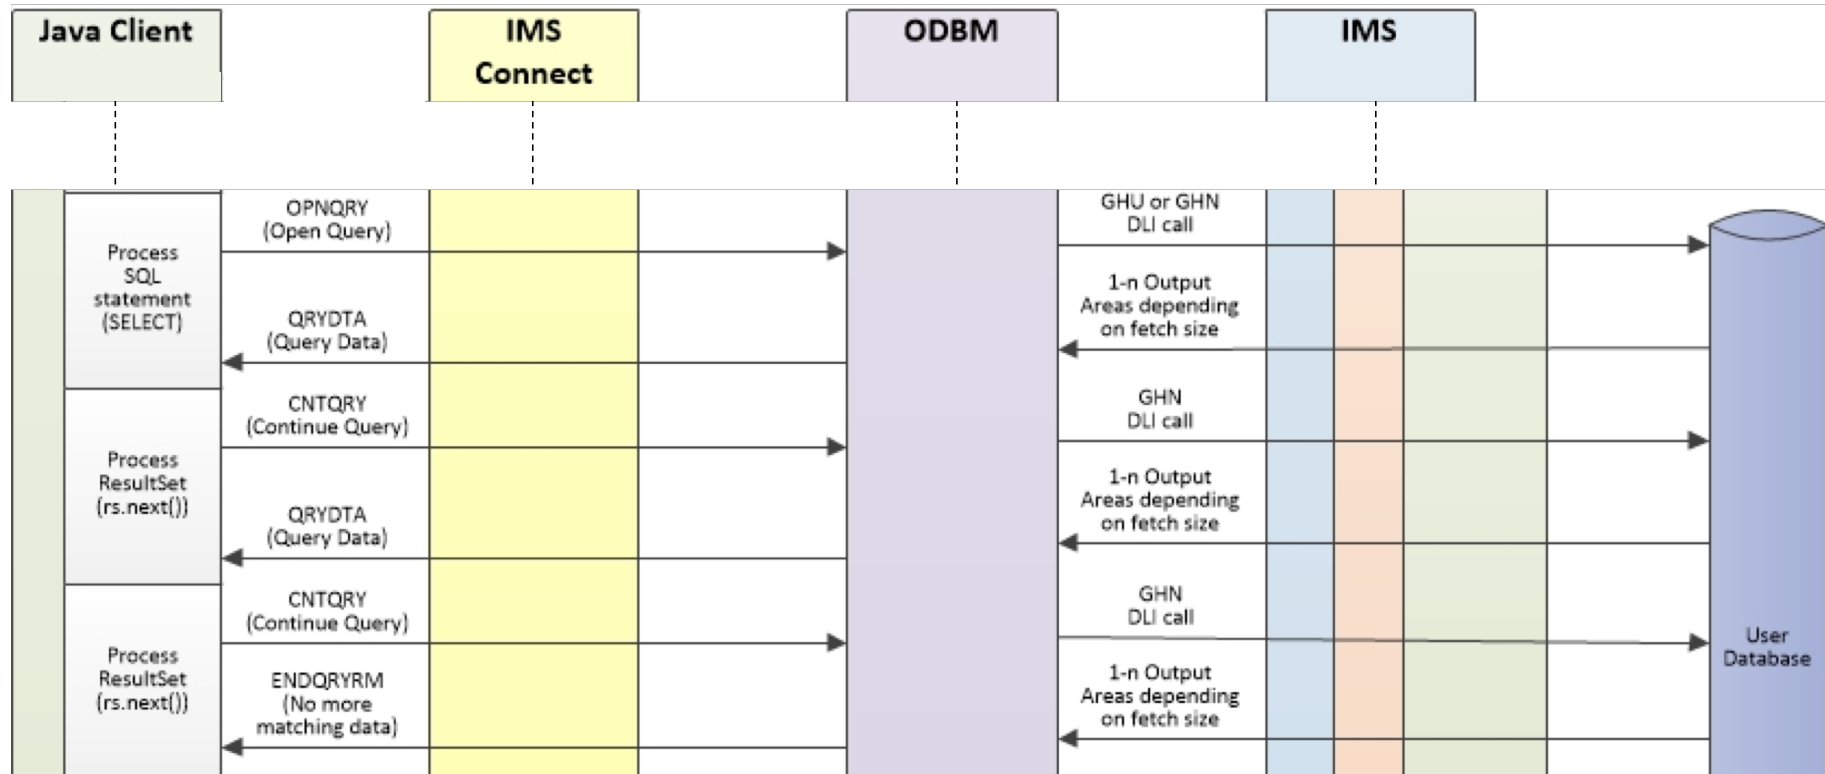 Java Client
IMS
Connect
ODBM
IMS
Process
SQL
statement
(SELECT)
OPNQRY
(Open Query)
GHU or GHN
DLI call
QRYDTA
(Query Data)
1-n Output
Areas depending
on fetch size
Process
ResultSet
(rs.next())
CNTQRY
(Continue Query)
GHN
DLI call
QRYDTA
(Query Data)
1-n Output
Areas depending
on fetch size
Process
ResultSet
(rs.next())
CNTQRY
(Continue Query)
GHN
DLI call
ENDQRYRM
(No more
matching data)
1-n Output
Areas depending
on fetch size
User
Database